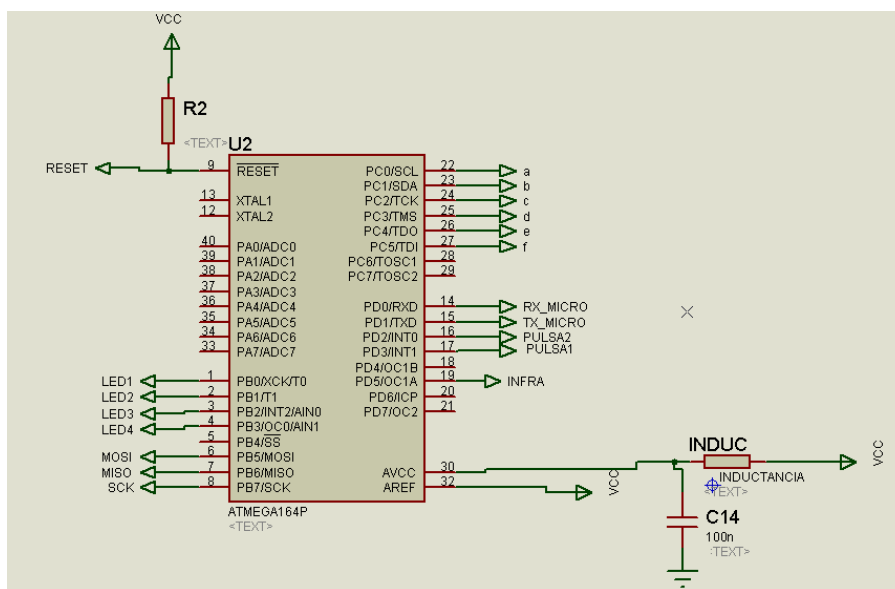 VCC
R2
<TEXT>
U2
RESET
9 RESET PC0/SCL 22 a
PC1/SDA 23 b
13 XTAL1 PC2/TCK 24 c
12 XTAL2 PC3/TMS 25 d
PC4/TDO 26 e
40 PA0/ADC0 PC5/TDI 27 f
39 PA1/ADC1 PC6/TOSC1 28
38 PA2/ADC2 PC7/TOSC2 29
37 PA3/ADC3
36 PA4/ADC4 PD0/RXD 14 RX_MICRO
35 PA5/ADC5 PD1/TXD 15 TX_MICRO
34 PA6/ADC6 PD2/INT0 16 PULSA2
33 PA7/ADC7 PD3/INT1 17 PULSA1
PD4/OC1B 18
LED1 1 PB0/XCK/T0 PD5/OC1A 19 INFRA
LED2 2 PB1/T1 PD6/ICP 20
LED3 3 PB2/INT2/AIN0 PD7/OC2 21
LED4 4 PB3/OC0/AIN1
5 PB4/SS
MOSI 6 PB5/MOSI
MISO 7 PB6/MISO AVCC 30
SCK 8 PB7/SCK AREF 32
VCC
ATMEGA164P
<TEXT>
INDUC
VCC
INDUCTANCIA
<TEXT>
C14
100n
:TEXT>